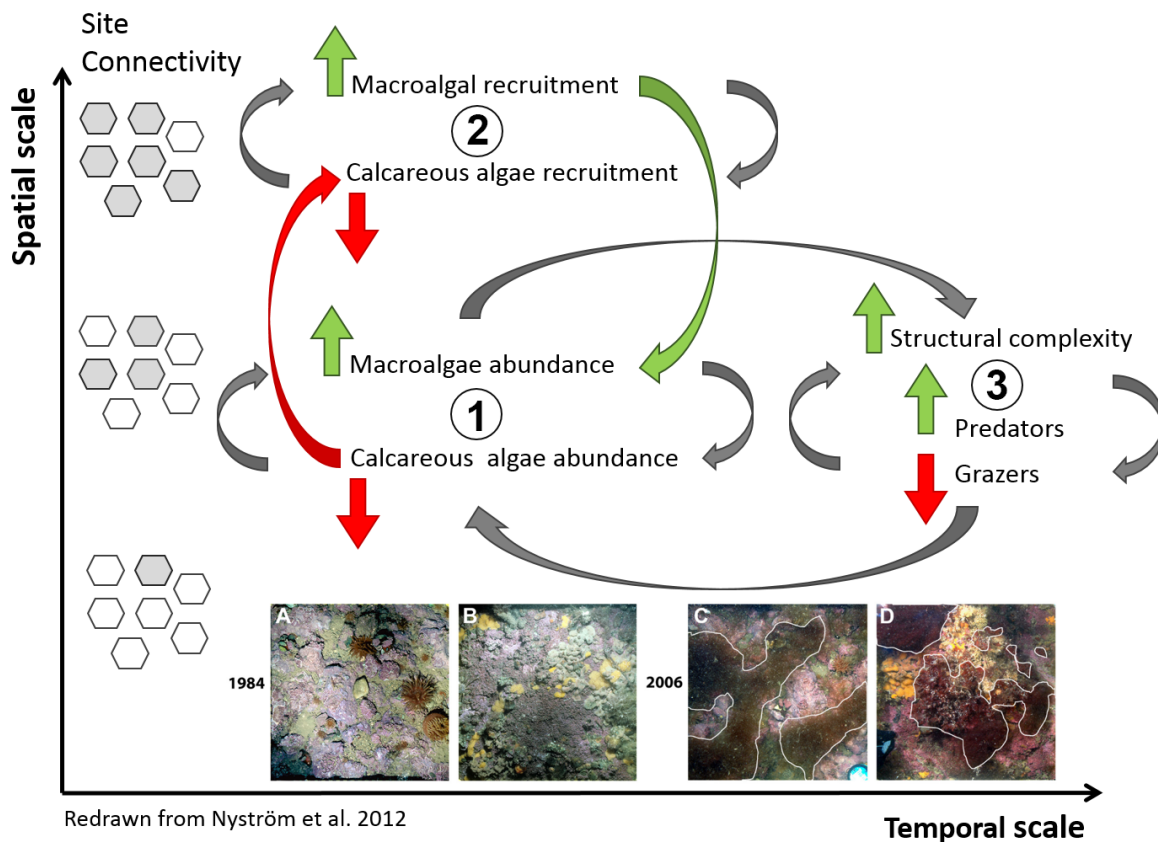 Site
Connectivity
Spatial scale
Macroalgal recruitment
2
Calcareous algae recruitment
Macroalgae abundance
1
Calcareous algae abundance
Structural complexity
3
Predators
Grazers
A
B
C
D
1984
2006
Redrawn from Nyström et al. 2012
Temporal scale